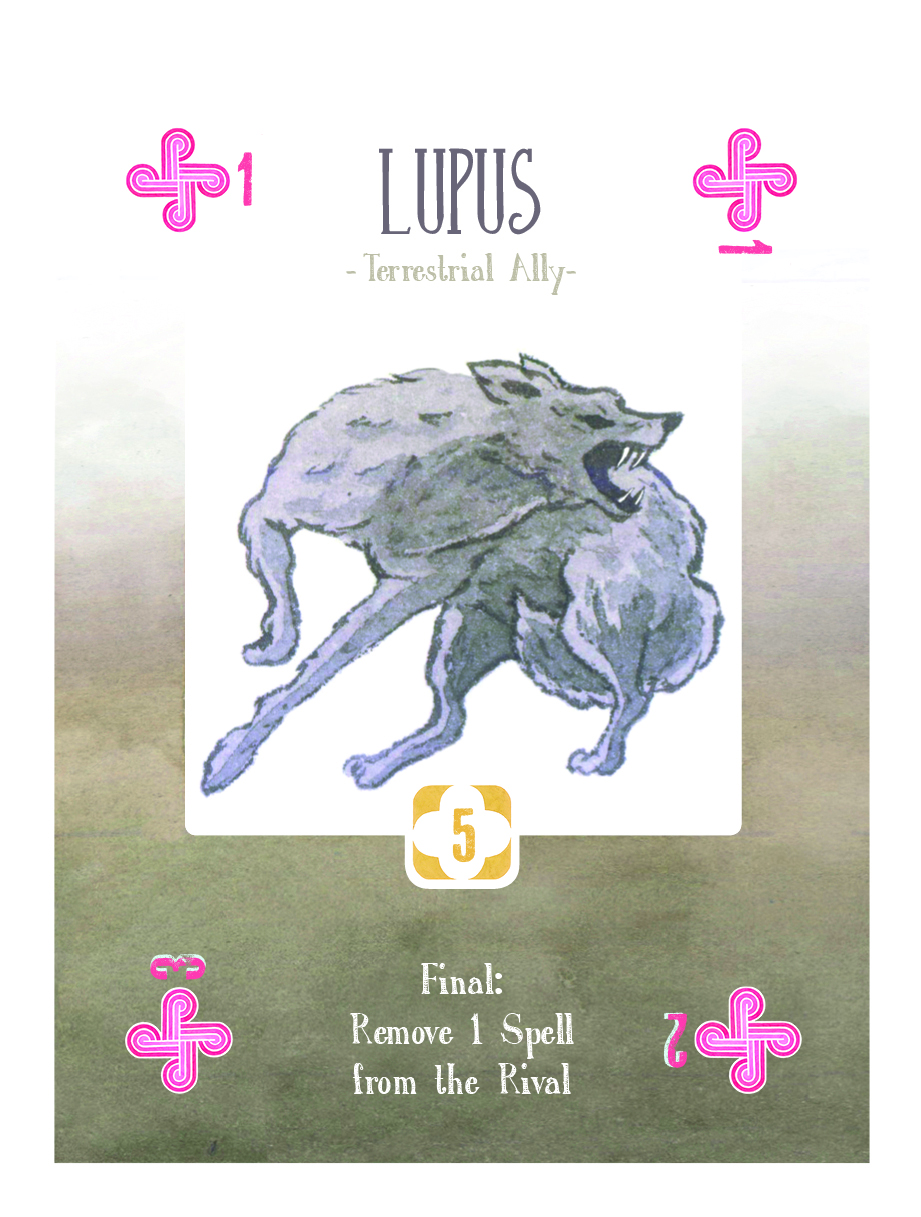 1
LUPUS
1
-Terrestrial Ally-
5
3
Final:
Remove 1 Spell
2
from the Rival